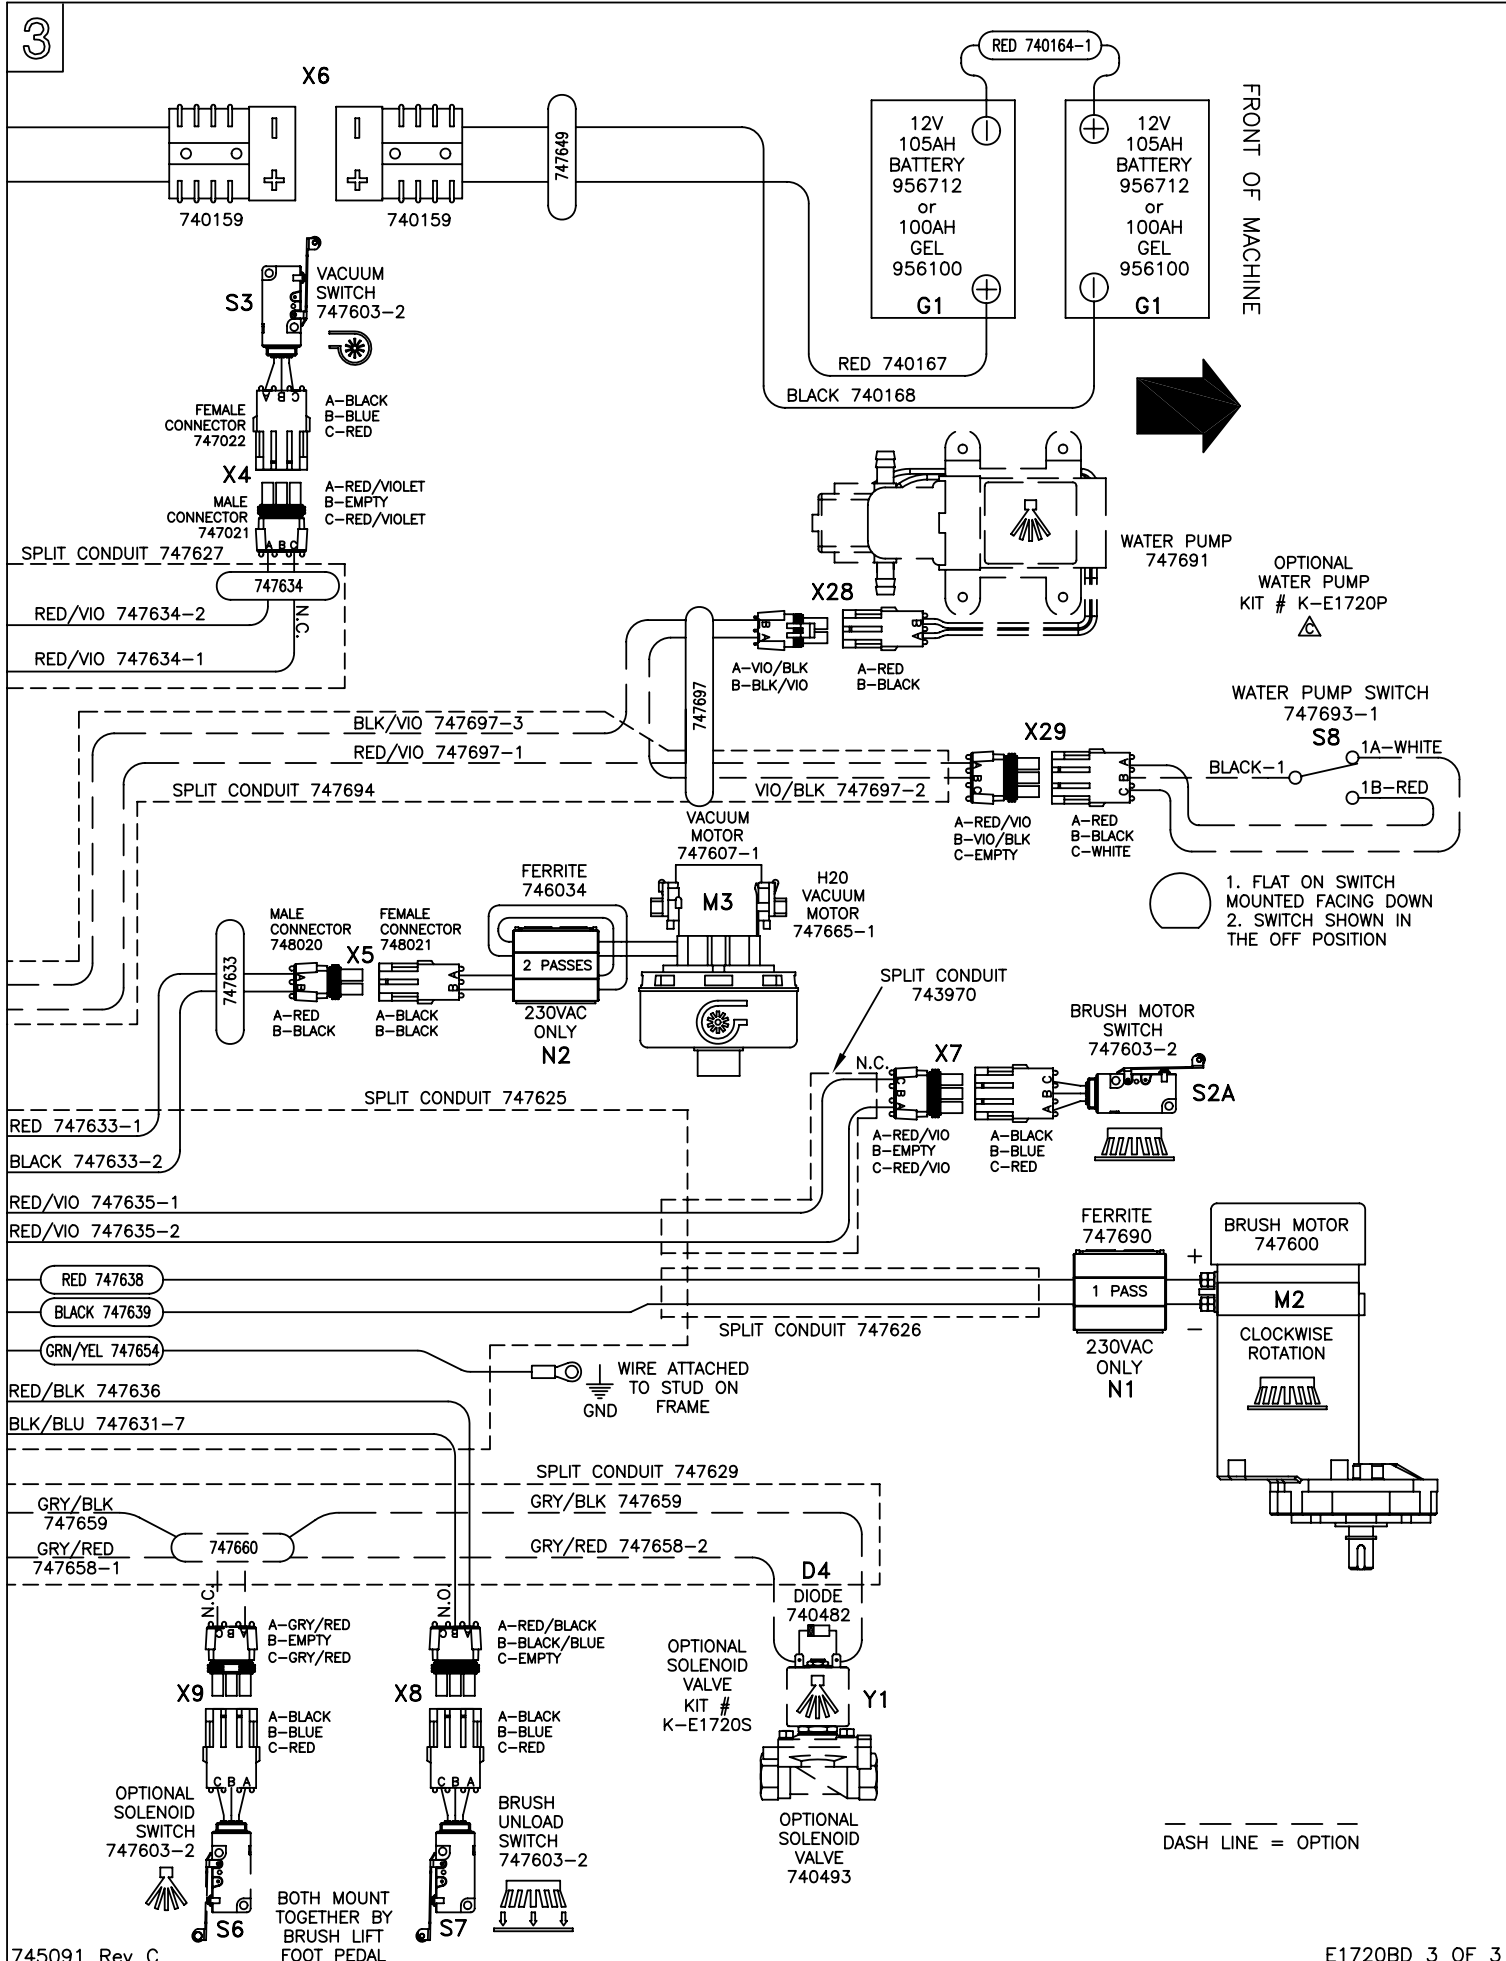 3
X6
RED 740164-1
740159
740159
747649
12V
105AH
BATTERY
956712
or
100AH
GEL
956100
G1
12V
105AH
BATTERY
956712
or
100AH
GEL
956100
G1
FRONT OF MACHINE
RED 740167
BLACK 740168
S3
VACUUM
SWITCH
747603-2
A B C
FEMALE
CONNECTOR
747022
A-BLACK
B-BLUE
C-RED
X4
MALE
CONNECTOR
747021
A-RED/VIOLET
B-EMPTY
C-RED/VIOLET
A B C
SPLIT CONDUIT 747627
747634
N.C.
RED/VIO 747634-2
RED/VIO 747634-1
WATER PUMP
747691
OPTIONAL
WATER PUMP
KIT # K-E1720P
C
X28
B
A
B
A
A-VIO/BLK
B-BLK/VIO
A-RED
B-BLACK
747697
BLK/VIO 747697-3
RED/VIO 747697-1
SPLIT CONDUIT 747694
VIO/BLK 747697-2
WATER PUMP SWITCH
747693-1
S8
X29
A
B
C
A
B
C
BLACK-1
1A-WHITE
1B-RED
A-RED/VIO
B-VIO/BLK
C-EMPTY
A-RED
B-BLACK
C-WHITE
1. FLAT ON SWITCH
MOUNTED FACING DOWN
2. SWITCH SHOWN IN
THE OFF POSITION
VACUUM
MOTOR
747607-1
M3
H20
VACUUM
MOTOR
747665-1
FERRITE
746034
2 PASSES
230VAC
ONLY
N2
MALE
CONNECTOR
748020
X5
FEMALE
CONNECTOR
748021
747633
A
B
A
B
A-RED
B-BLACK
A-BLACK
B-BLACK
SPLIT CONDUIT
743970
N.C.
X7
C
B
A
C
B
A
BRUSH MOTOR
SWITCH
747603-2
S2A
A-RED/VIO
B-EMPTY
C-RED/VIO
A-BLACK
B-BLUE
C-RED
SPLIT CONDUIT 747625
RED 747633-1
BLACK 747633-2
RED/VIO 747635-1
RED/VIO 747635-2
RED 747638
BLACK 747639
GRN/YEL 747654
SPLIT CONDUIT 747626
FERRITE
747690
1 PASS
230VAC
ONLY
N1
+
−
BRUSH MOTOR
747600
M2
CLOCKWISE
ROTATION
GND
WIRE ATTACHED
TO STUD ON
FRAME
RED/BLK 747636
BLK/BLU 747631-7
SPLIT CONDUIT 747629
GRY/BLK
747659
GRY/BLK 747659
747660
GRY/RED
747658-1
GRY/RED 747658-2
N.C.
C B A
A-GRY/RED
B-EMPTY
C-GRY/RED
X9
A-BLACK
B-BLUE
C-RED
C B A
OPTIONAL
SOLENOID
SWITCH
747603-2
S6
N.O.
C B A
A-RED/BLACK
B-BLACK/BLUE
C-EMPTY
X8
A-BLACK
B-BLUE
C-RED
C B A
BRUSH
UNLOAD
SWITCH
747603-2
S7
BOTH MOUNT
TOGETHER BY
BRUSH LIFT
FOOT PEDAL
D4
DIODE
740482
OPTIONAL
SOLENOID
VALVE
KIT #
K-E1720S
Y1
OPTIONAL
SOLENOID
VALVE
740493
DASH LINE = OPTION
745091 Rev C
E1720BD 3 OF 3